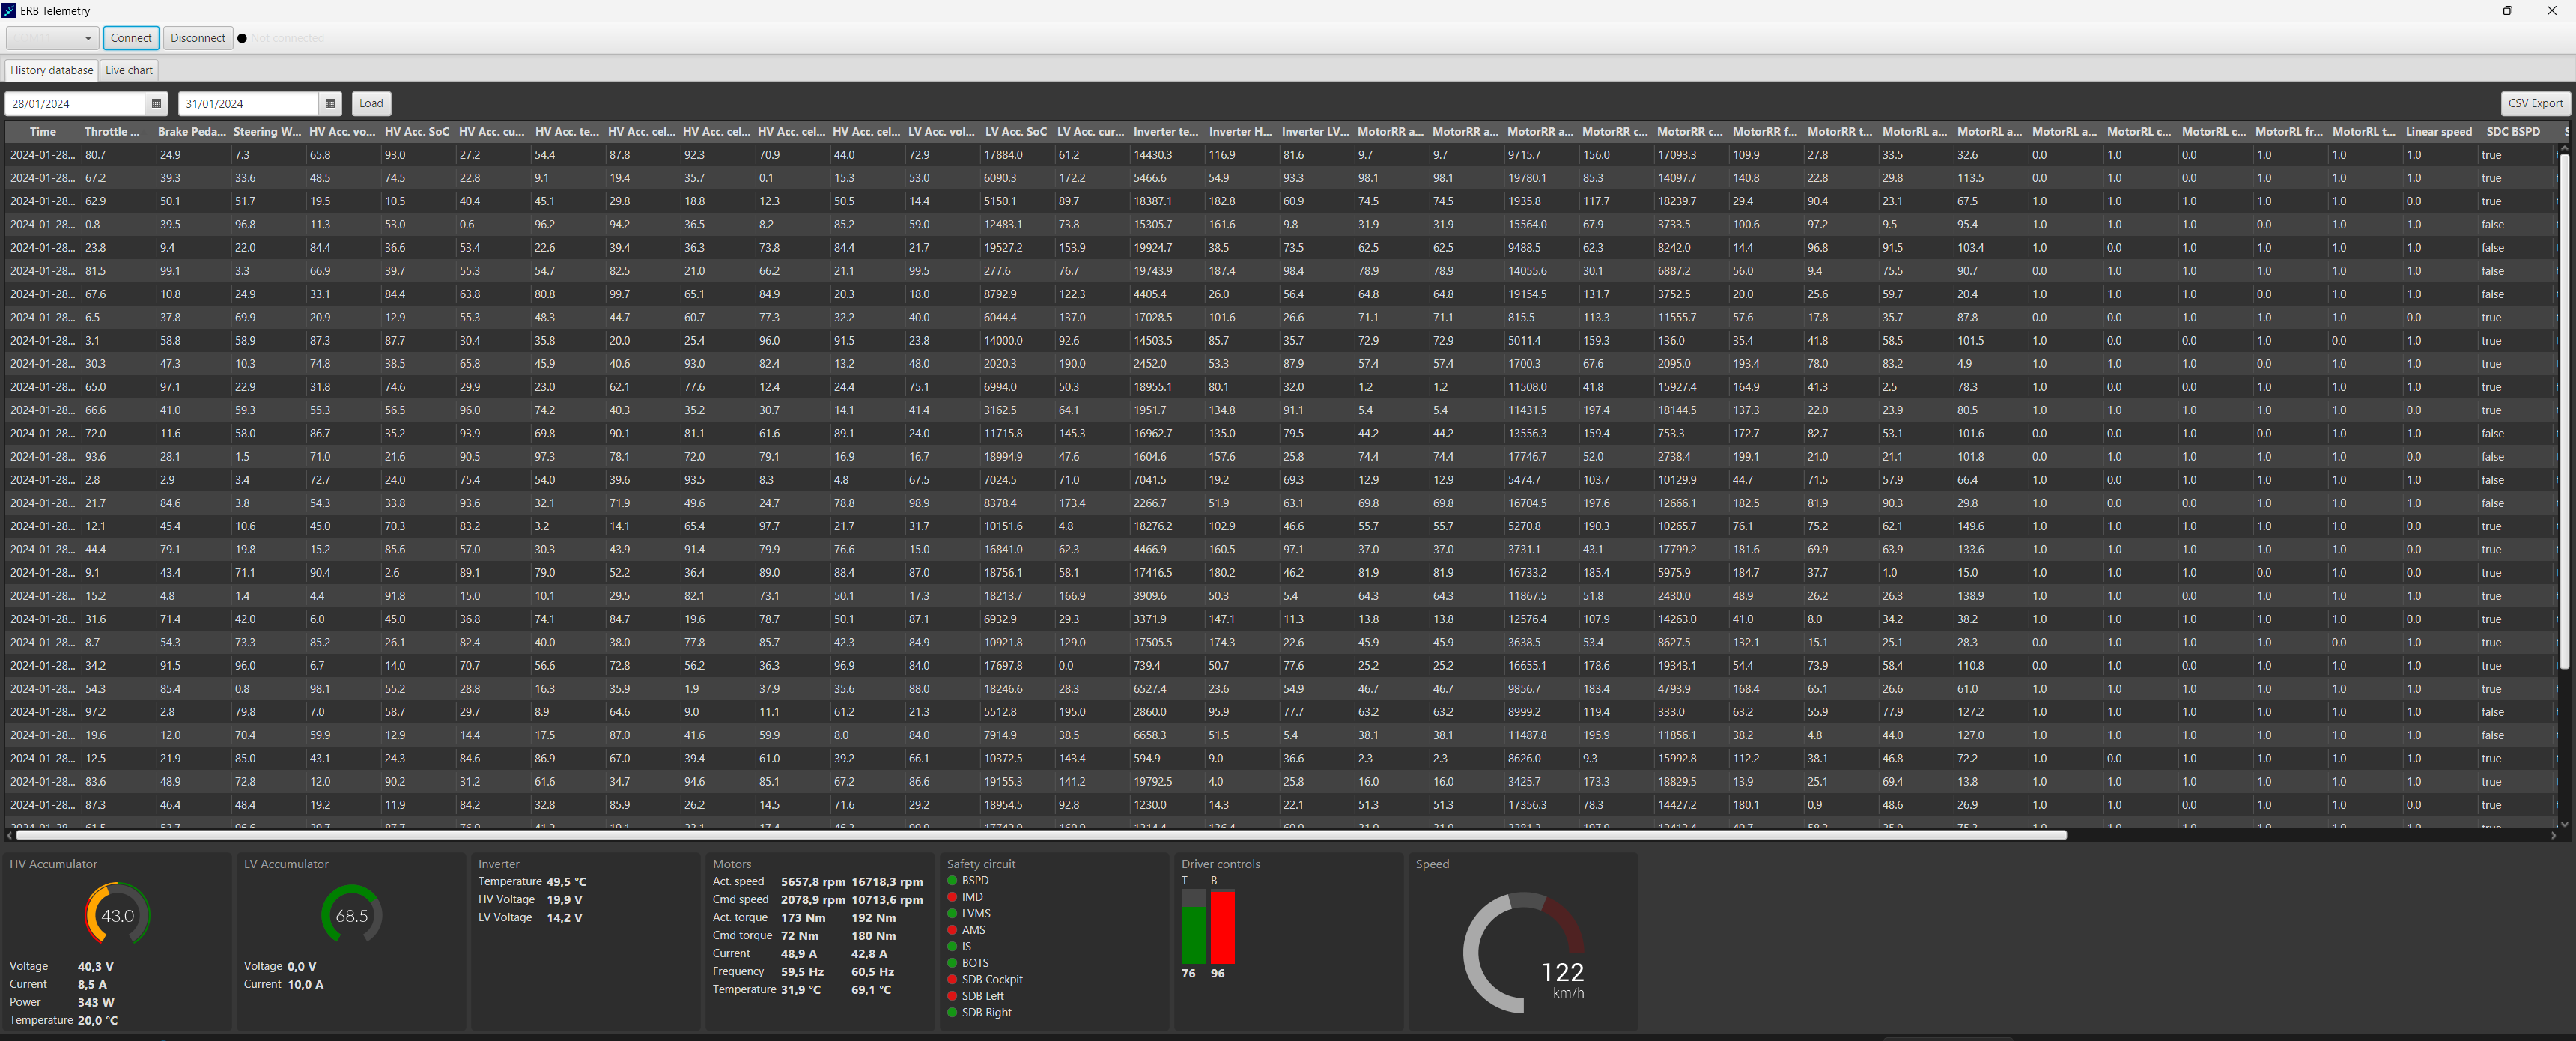 ERB Telemetry
Connect Disconnect Not connected
History database Live chart
28/01/2024 31/01/2024 Load CSV Export
Time Throttle ... Brake Peda... Steering W... HV Acc. vo... HV Acc. SoC HV Acc. cu... HV Acc. te... HV Acc. cel... HV Acc. cel... HV Acc. cel... HV Acc. cel... LV Acc. vol... LV Acc. SoC LV Acc. cur... Inverter te... Inverter H... Inverter LV... MotorRR a... MotorRR a... MotorRR a... MotorRR c... MotorRR c... MotorRR f... MotorRR t... MotorRL a... MotorRL a... MotorRL a... MotorRL c... MotorRL c... MotorRL fr... MotorRL t... Linear speed SDC BSPD
2024-01-28... 80.7 24.9 7.3 65.8 93.0 27.2 54.4 87.8 92.3 70.9 44.0 72.9 17884.0 61.2 14430.3 116.9 81.6 9.7 9.7 9715.7 156.0 17093.3 109.9 27.8 33.5 32.6 0.0 1.0 0.0 1.0 1.0 1.0 true
2024-01-28... 67.2 39.3 33.6 48.5 74.5 22.8 9.1 19.4 35.7 0.1 15.3 53.0 6090.3 172.2 5466.6 54.9 93.3 98.1 98.1 19780.1 85.3 14097.7 140.8 22.8 29.8 113.5 0.0 1.0 0.0 1.0 1.0 1.0 true
2024-01-28... 62.9 50.1 51.7 19.5 10.5 40.4 45.1 29.8 18.8 12.3 50.5 14.4 5150.1 89.7 18387.1 182.8 60.9 74.5 74.5 1935.8 117.7 18239.7 29.4 90.4 23.1 67.5 0.0 1.0 1.0 1.0 1.0 0.0 true
2024-01-28... 0.8 39.5 96.8 11.3 53.0 0.6 96.2 94.2 36.5 8.2 85.2 59.0 12483.1 73.8 15305.7 161.6 9.8 31.9 31.9 15564.0 67.9 3733.5 100.6 97.2 9.5 95.4 1.0 1.0 1.0 0.0 1.0 1.0 false
2024-01-28... 23.8 9.4 22.0 84.4 36.6 53.4 22.6 39.4 36.3 73.8 84.4 21.7 19527.2 153.9 19924.7 38.5 73.5 62.5 62.5 9488.5 62.3 8242.0 14.4 96.8 91.5 103.4 1.0 0.0 1.0 1.0 1.0 1.0 false
2024-01-28... 81.5 99.1 3.3 66.9 39.7 55.3 54.7 82.5 21.0 66.2 21.1 99.5 277.6 76.7 19743.9 187.4 98.4 78.9 78.9 14055.6 30.1 6887.2 56.0 9.4 75.5 90.7 0.0 1.0 1.0 1.0 1.0 1.0 false
2024-01-28... 67.6 10.8 24.9 33.1 84.4 63.8 80.8 99.7 65.1 84.9 20.3 18.0 8792.9 122.3 4405.4 26.0 56.4 64.8 64.8 19154.5 131.7 3752.5 20.0 25.6 59.7 20.4 1.0 1.0 1.0 0.0 1.0 1.0 false
2024-01-28... 6.5 37.8 69.9 20.9 12.9 55.3 48.3 44.7 60.7 77.3 32.2 40.0 6044.4 137.0 17028.5 101.6 26.6 71.1 71.1 815.5 113.3 11555.7 57.6 17.8 35.7 87.8 1.0 0.0 1.0 1.0 1.0 0.0 true
2024-01-28... 3.1 58.8 58.9 87.3 87.7 30.4 35.8 20.0 25.4 96.0 91.5 23.8 14000.0 92.6 14503.5 85.7 35.7 72.9 72.9 5011.4 159.3 136.0 35.4 41.8 58.5 101.5 1.0 0.0 0.0 1.0 0.0 1.0 true
2024-01-28... 30.3 47.3 10.3 74.8 38.5 65.8 45.9 40.6 93.0 82.4 13.2 48.0 2020.3 190.0 2452.0 53.3 87.9 57.4 57.4 1700.3 67.6 2095.0 193.4 78.0 83.2 4.9 1.0 1.0 1.0 0.0 1.0 1.0 true
2024-01-28... 65.0 97.1 22.9 31.8 74.6 29.9 23.0 62.1 77.6 12.4 24.4 75.1 6994.0 50.3 18955.1 80.1 32.0 1.2 1.2 11508.0 41.8 15927.4 164.9 41.3 2.5 78.3 1.0 0.0 0.0 1.0 1.0 1.0 true
2024-01-28... 66.6 41.0 59.3 55.3 56.5 96.0 74.2 40.3 35.2 30.7 14.1 41.4 3162.5 64.1 1951.7 134.8 91.1 5.4 5.4 11431.5 197.4 18144.5 137.3 22.0 23.9 80.5 1.0 0.0 1.0 1.0 1.0 0.0 true
2024-01-28... 72.0 11.6 58.0 86.7 35.2 93.9 69.8 90.1 81.1 61.6 89.1 24.0 11715.8 145.3 16962.7 135.0 79.5 44.2 44.2 13556.3 159.4 753.3 172.7 82.7 53.1 101.6 0.0 0.0 1.0 0.0 1.0 1.0 false
2024-01-28... 93.6 28.1 1.5 71.0 21.6 90.5 97.3 78.1 72.0 79.1 16.9 16.7 18994.9 47.6 1604.6 157.6 25.8 74.4 74.4 17746.7 52.0 2738.4 199.1 21.0 21.1 101.8 0.0 1.0 1.0 1.0 1.0 0.0 false
2024-01-28... 2.8 2.9 3.4 72.7 24.0 75.4 54.0 39.6 93.5 8.3 4.8 67.5 7024.5 71.0 7041.5 19.2 69.3 12.9 12.9 5474.7 103.7 10129.9 44.7 71.5 57.9 66.4 1.0 0.0 0.0 1.0 1.0 1.0 false
2024-01-28... 21.7 84.6 3.8 54.3 33.8 93.6 32.1 71.9 49.6 24.7 78.8 98.9 8378.4 173.4 2266.7 51.9 63.1 69.8 69.8 16704.5 197.6 12666.1 182.5 81.9 90.3 29.8 1.0 0.0 0.0 1.0 1.0 1.0 false
2024-01-28... 12.1 45.4 10.6 45.0 70.3 83.2 3.2 14.1 65.4 97.7 21.7 31.7 10151.6 4.8 18276.2 102.9 46.6 55.7 55.7 5270.8 190.3 10265.7 76.1 75.2 62.1 149.6 1.0 1.0 1.0 1.0 1.0 0.0 true
2024-01-28... 44.4 79.1 19.8 15.2 85.6 57.0 30.3 43.9 91.4 79.9 76.6 15.0 16841.0 62.3 4466.9 160.5 97.1 37.0 37.0 3731.1 43.1 17799.2 181.6 69.9 63.9 133.6 1.0 1.0 1.0 1.0 1.0 0.0 true
2024-01-28... 9.1 43.4 71.1 90.4 2.6 89.1 79.0 52.2 36.4 89.0 88.4 87.0 18756.1 58.1 17416.5 180.2 46.2 81.9 81.9 16733.2 185.4 5975.9 184.7 37.7 1.0 15.0 1.0 1.0 1.0 0.0 1.0 0.0 true
2024-01-28... 15.2 4.8 1.4 4.4 91.8 15.0 10.1 29.5 82.1 73.1 50.1 17.3 18213.7 166.9 3909.6 50.3 5.4 64.3 64.3 11867.5 51.8 2430.0 48.9 26.2 26.3 138.9 1.0 1.0 0.0 1.0 1.0 1.0 true
2024-01-28... 31.6 71.4 42.0 6.0 45.0 36.8 74.1 84.7 19.6 78.7 50.1 87.1 6932.9 29.3 3371.9 147.1 11.3 13.8 13.8 12576.4 107.9 14263.0 41.0 8.0 34.2 38.2 1.0 1.0 1.0 1.0 1.0 0.0 true
2024-01-28... 8.7 54.3 73.3 85.2 26.1 82.4 40.0 38.0 77.8 85.7 42.3 84.9 10921.8 129.0 17505.5 174.3 22.6 45.9 45.9 3638.5 53.4 8627.5 132.1 15.1 25.1 28.3 0.0 0.0 1.0 1.0 0.0 1.0 true
2024-01-28... 34.2 91.5 96.0 6.7 14.0 70.7 56.6 72.8 56.2 36.3 96.9 84.0 17697.8 0.0 739.4 50.7 77.6 25.2 25.2 16655.1 178.6 19343.1 54.4 73.9 58.4 110.8 0.0 1.0 0.0 1.0 1.0 1.0 true
2024-01-28... 54.3 85.4 0.8 98.1 55.2 28.8 16.3 35.9 1.9 37.9 35.6 88.0 18246.6 28.3 6527.4 23.6 54.9 46.7 46.7 9856.7 183.4 4793.9 168.4 65.1 26.6 61.0 1.0 1.0 1.0 1.0 1.0 1.0 true
2024-01-28... 97.2 2.8 79.8 7.0 58.7 29.7 8.9 64.6 9.0 11.1 61.2 21.3 5512.8 195.0 2860.0 95.9 77.7 63.2 63.2 8999.2 119.4 333.0 63.2 55.9 77.9 127.2 1.0 1.0 1.0 1.0 1.0 1.0 false
2024-01-28... 19.6 12.0 70.4 59.9 12.9 14.4 17.5 87.0 41.6 59.9 8.0 84.0 7914.9 38.5 6658.3 51.5 5.4 38.1 38.1 11487.8 195.9 11856.1 38.2 4.8 44.0 127.0 1.0 1.0 1.0 1.0 1.0 1.0 false
2024-01-28... 12.5 21.9 85.0 43.1 24.3 84.6 86.9 67.0 39.4 61.0 39.2 66.1 10372.5 143.4 594.9 9.0 36.6 2.3 2.3 8626.0 9.3 15992.8 112.2 38.1 46.8 72.2 1.0 0.0 1.0 1.0 1.0 1.0 true
2024-01-28... 83.6 48.9 72.8 12.0 90.2 31.2 61.6 34.7 94.6 85.1 67.2 86.6 19155.3 141.2 19792.5 4.0 25.8 16.0 16.0 3425.7 173.3 18829.5 13.9 25.1 69.4 13.8 1.0 1.0 1.0 1.0 1.0 1.0 true
2024-01-28... 87.3 46.4 48.4 19.2 11.9 84.2 32.8 85.9 26.2 14.5 71.6 29.2 18954.5 92.8 1230.0 14.3 22.1 51.3 51.3 17356.3 78.3 14427.2 180.1 0.9 48.6 26.9 1.0 1.0 0.0 1.0 1.0 0.0 true
HV Accumulator
43.0
Voltage 40,3 V
Current 8,5 A
Power 343 W
Temperature 20,0 °C
LV Accumulator
68.5
Voltage 0,0 V
Current 10,0 A
Inverter
Temperature 49,5 °C
HV Voltage 19,9 V
LV Voltage 14,2 V
Motors
Act. speed 5657,8 rpm 16718,3 rpm
Cmd speed 2078,9 rpm 10713,6 rpm
Act. torque 173 Nm 192 Nm
Cmd torque 72 Nm 180 Nm
Current 48,9 A 42,8 A
Frequency 59,5 Hz 60,5 Hz
Temperature 31,9 °C 69,1 °C
Safety circuit
BSPD
IMD
LVMS
AMS
IS
BOTS
SDB Cockpit
SDB Left
SDB Right
Driver controls
T B
76 96
Speed
122
km/h